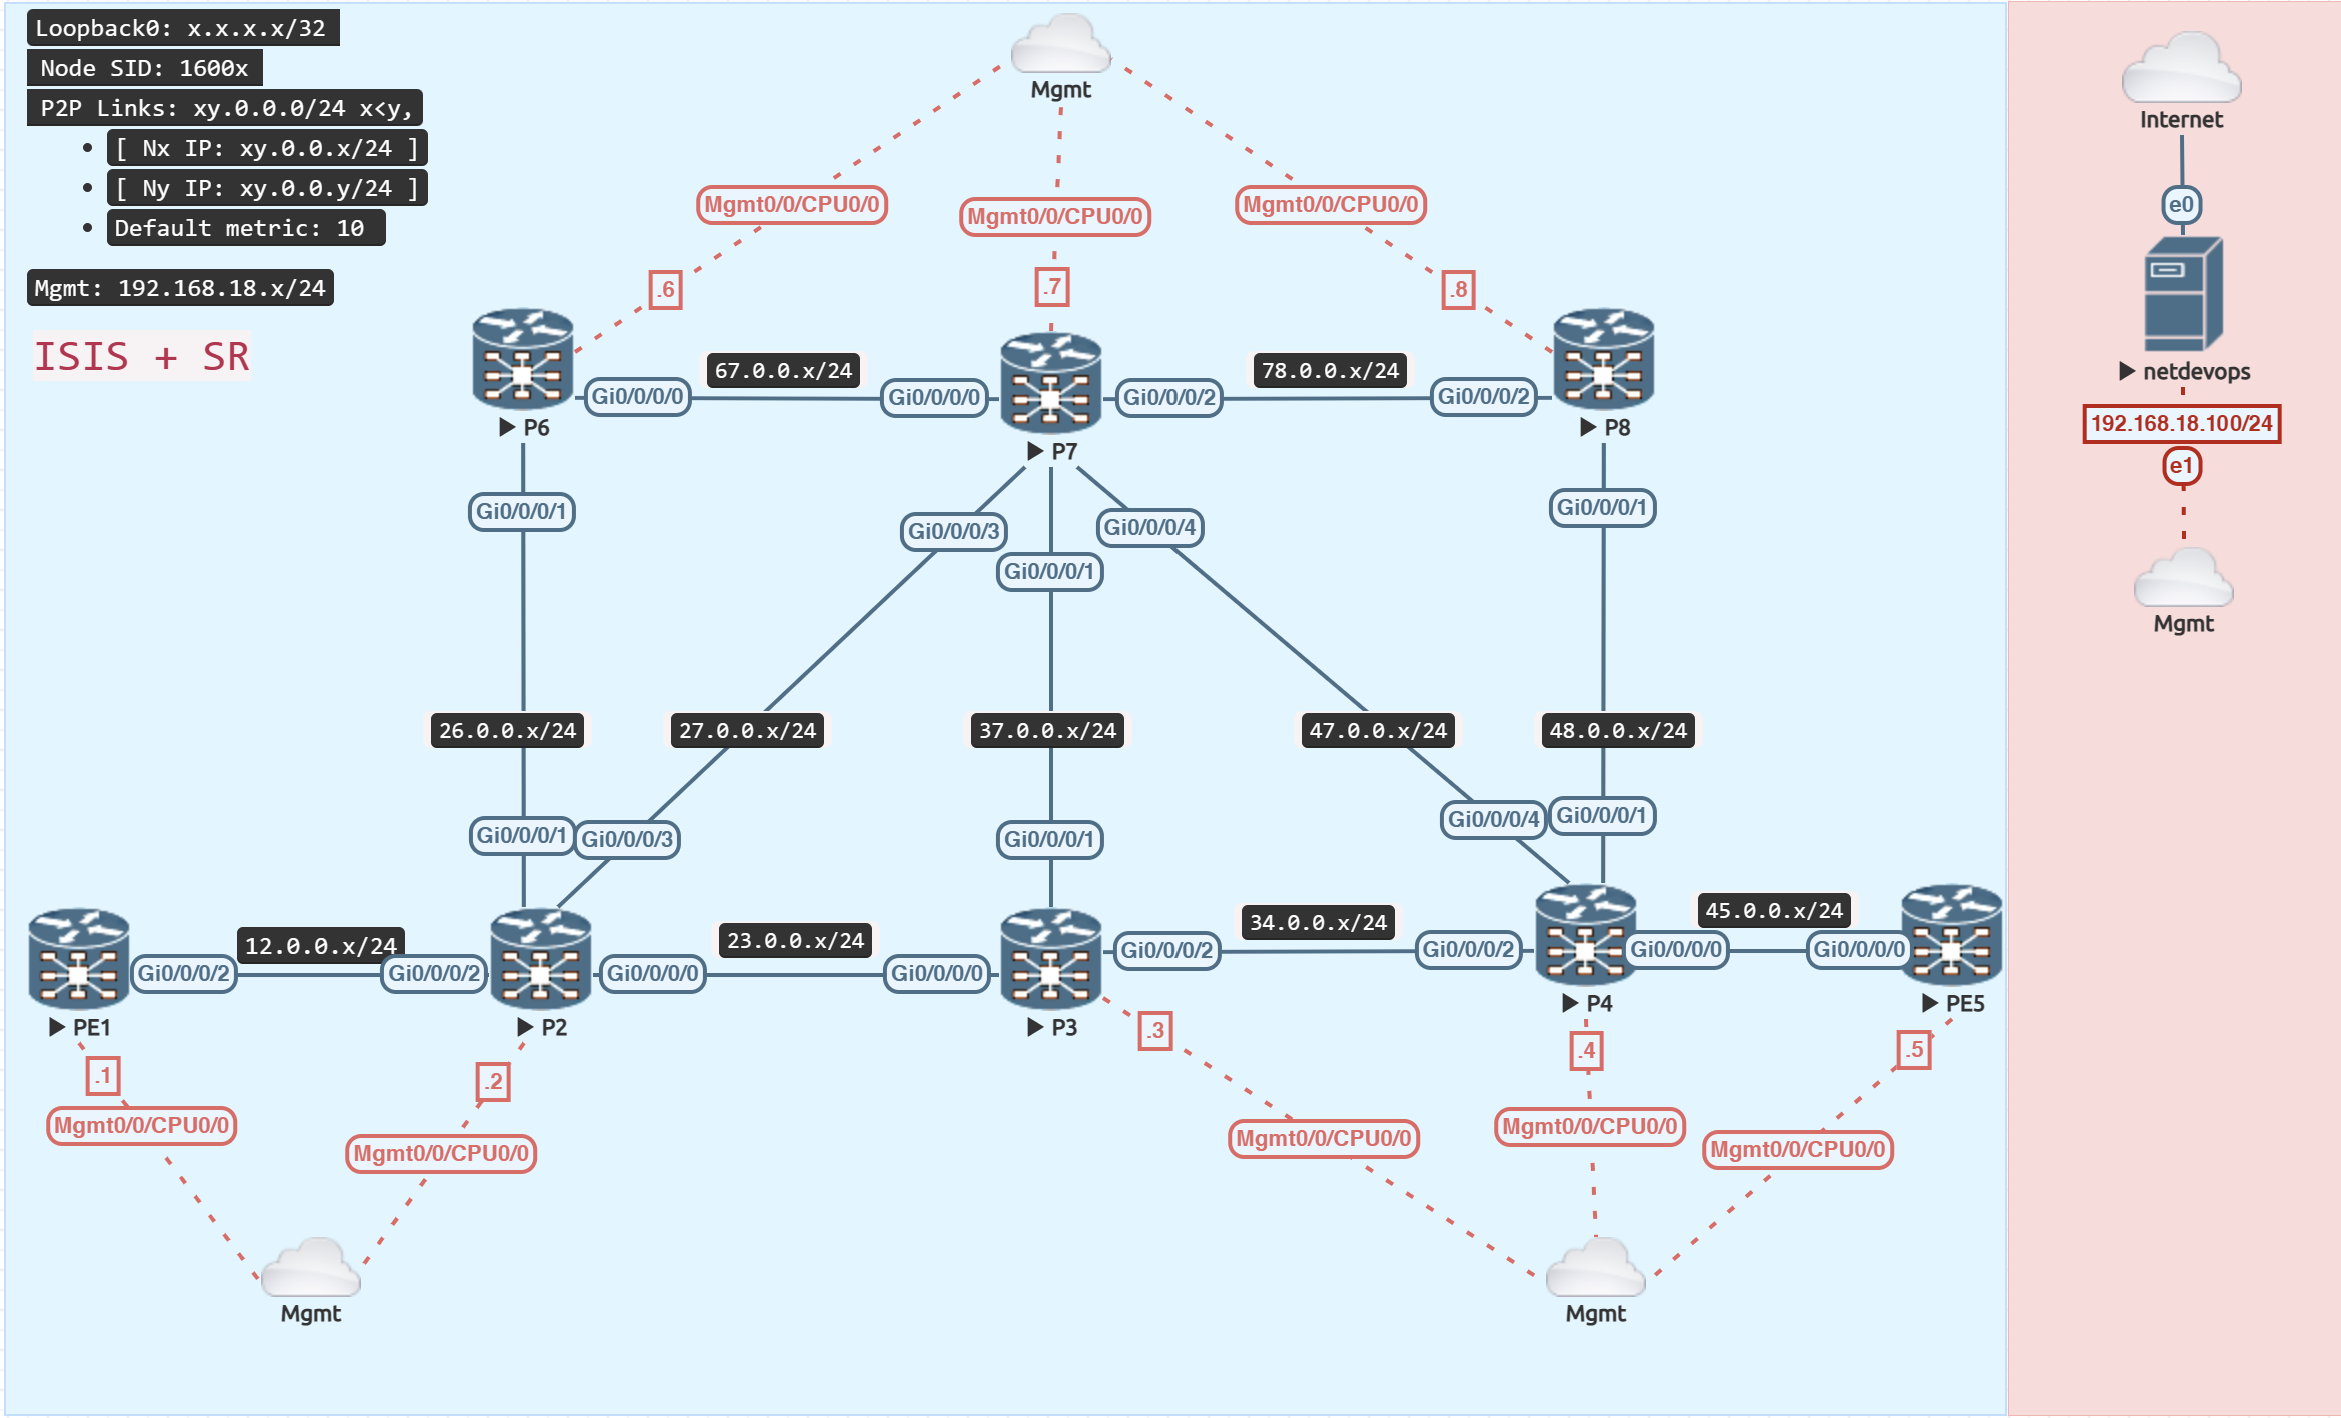 Loopback0: x.x.x.x/32
Node SID: 1600x
P2P Links: xy.0.0.0/24 x<y,
• [ Nx IP: xy.0.0.x/24 ]
• [ Ny IP: xy.0.0.y/24 ]
• Default metric: 10
Mgmt: 192.168.18.x/24
ISIS + SR
Mgmt
Mgmt0/0/CPU0/0
Mgmt0/0/CPU0/0
Mgmt0/0/CPU0/0
.6
.7
.8
P6
Gi0/0/0/0
67.0.0.x/24
Gi0/0/0/0
P7
Gi0/0/0/2
78.0.0.x/24
Gi0/0/0/2
P8
Gi0/0/0/1
Gi0/0/0/3
Gi0/0/0/1
Gi0/0/0/4
Gi0/0/0/1
26.0.0.x/24
27.0.0.x/24
37.0.0.x/24
47.0.0.x/24
48.0.0.x/24
Gi0/0/0/1
Gi0/0/0/3
Gi0/0/0/1
Gi0/0/0/4
Gi0/0/0/1
12.0.0.x/24
23.0.0.x/24
34.0.0.x/24
45.0.0.x/24
Gi0/0/0/2
Gi0/0/0/2
Gi0/0/0/0
Gi0/0/0/0
Gi0/0/0/2
Gi0/0/0/2
Gi0/0/0/0
Gi0/0/0/0
PE1
P2
P3
P4
PE5
.1
.2
.3
.4
.5
Mgmt0/0/CPU0/0
Mgmt0/0/CPU0/0
Mgmt0/0/CPU0/0
Mgmt0/0/CPU0/0
Mgmt0/0/CPU0/0
Mgmt
Mgmt
Internet
e0
netdevops
192.168.18.100/24
e1
Mgmt